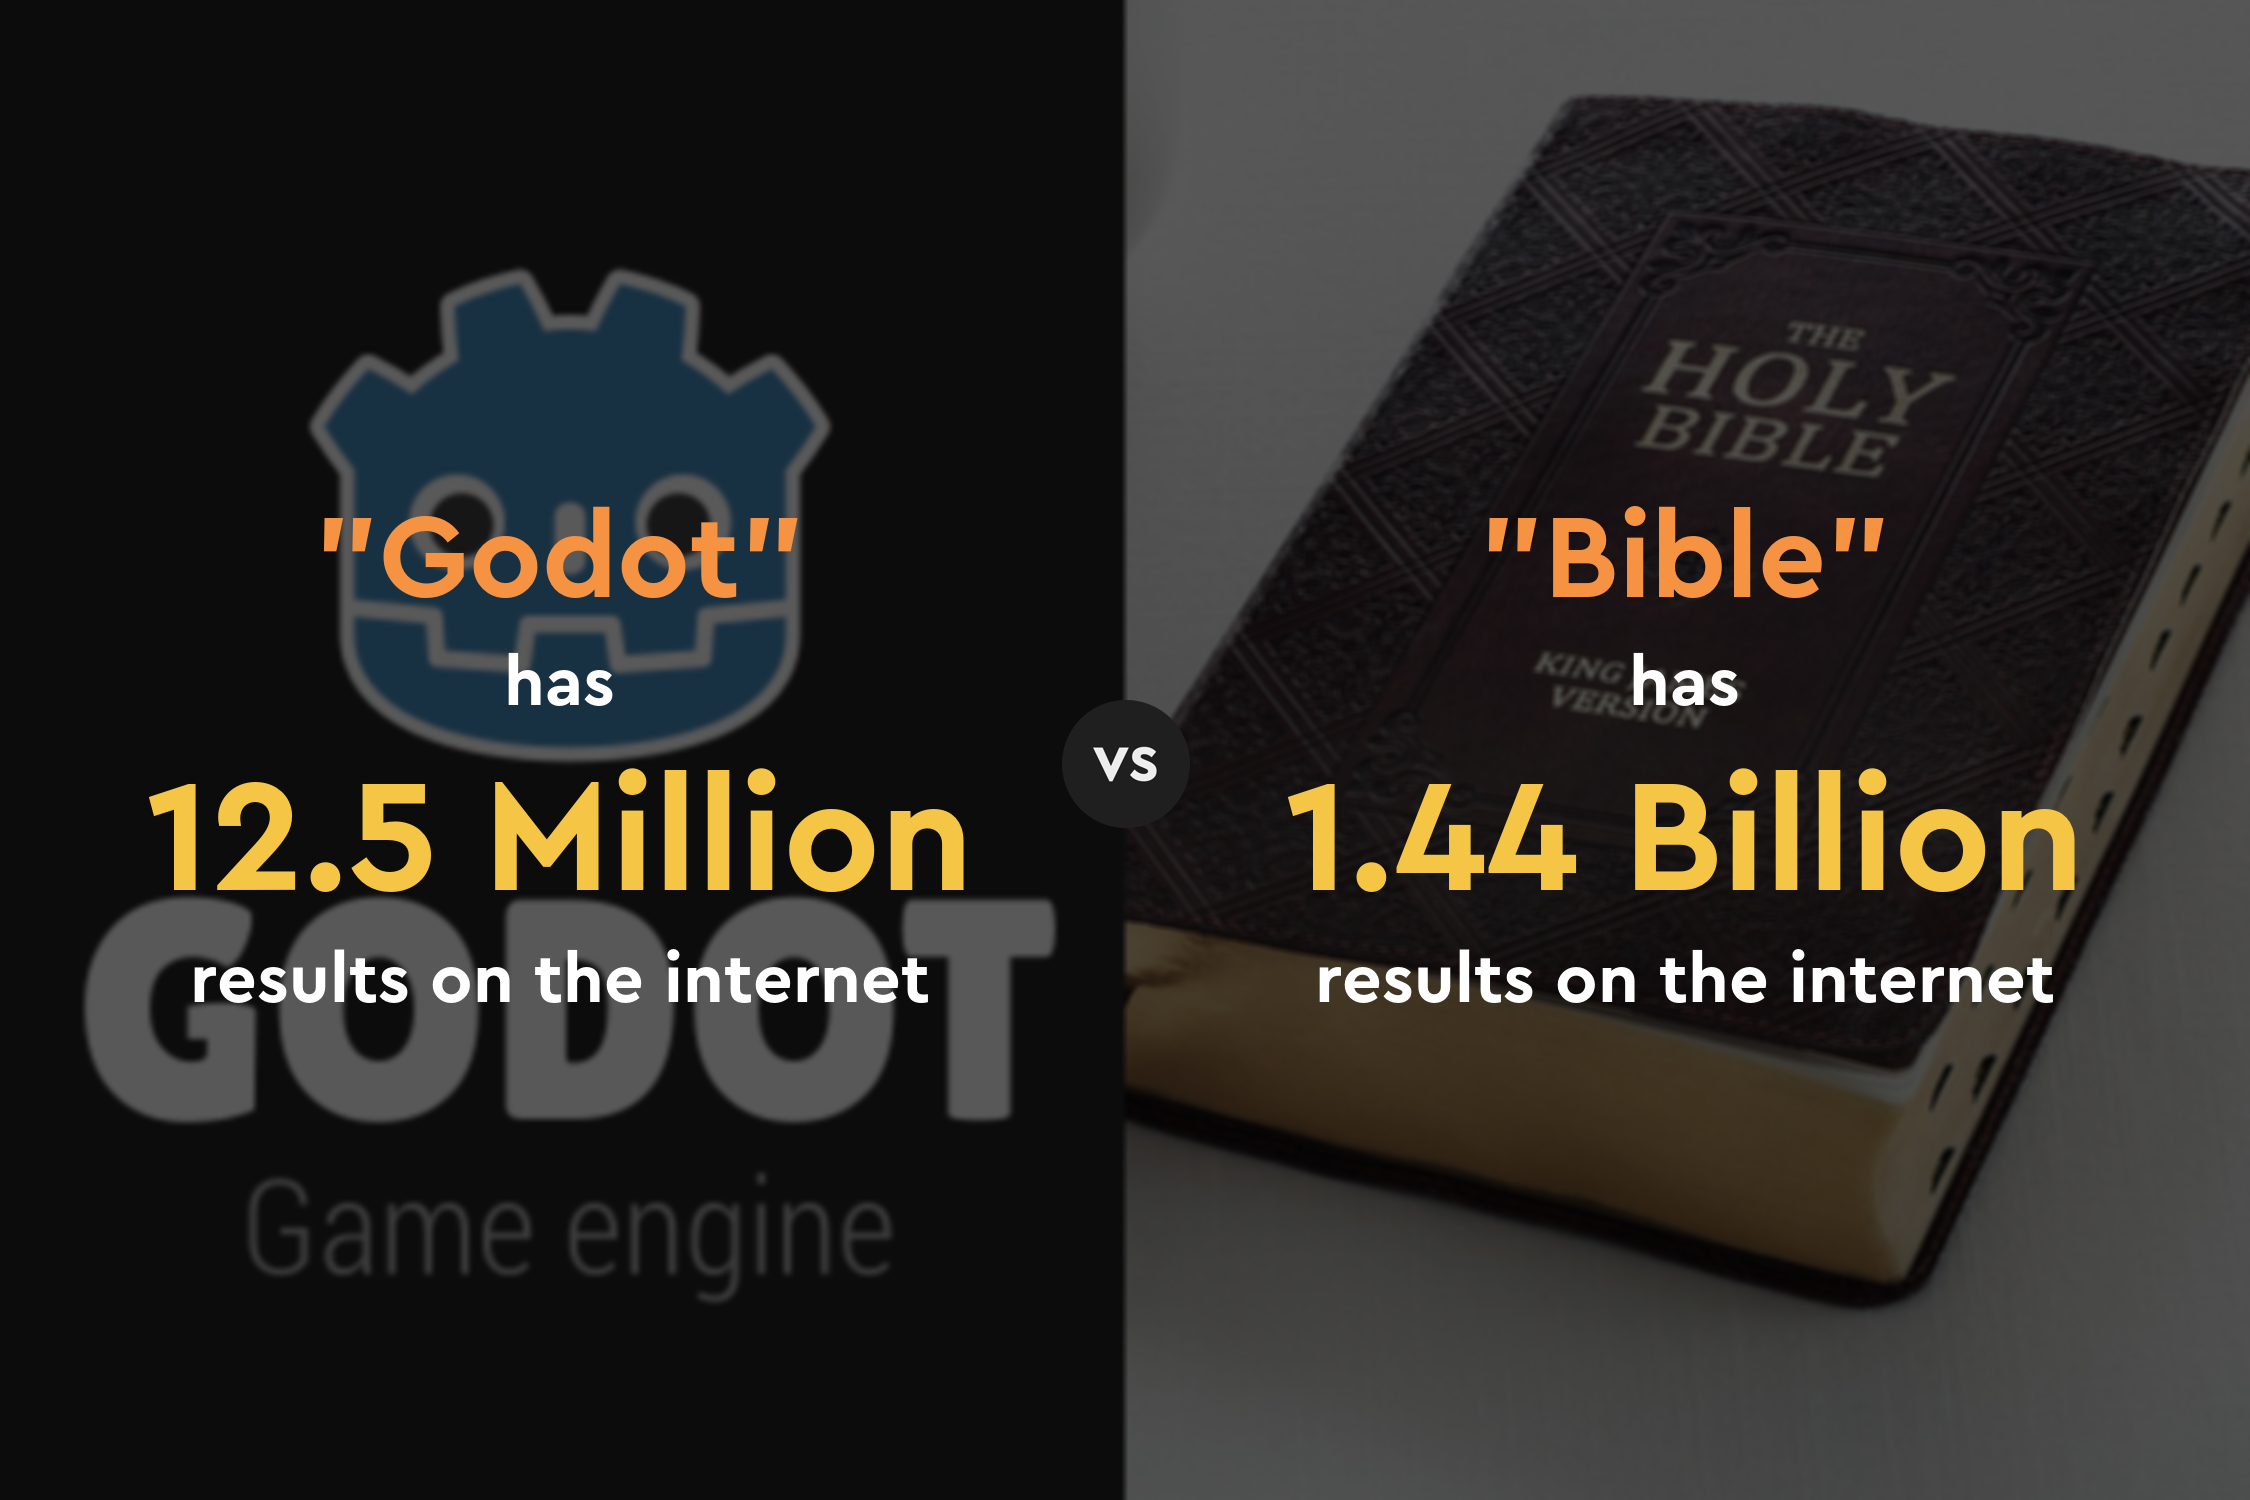 "Godot"
has
12.5 Million
results on the internet
GODOT
Game engine
vs
THE
HOLY
BIBLE
"Bible"
has
KING
VERSION
1.44 Billion
results on the internet